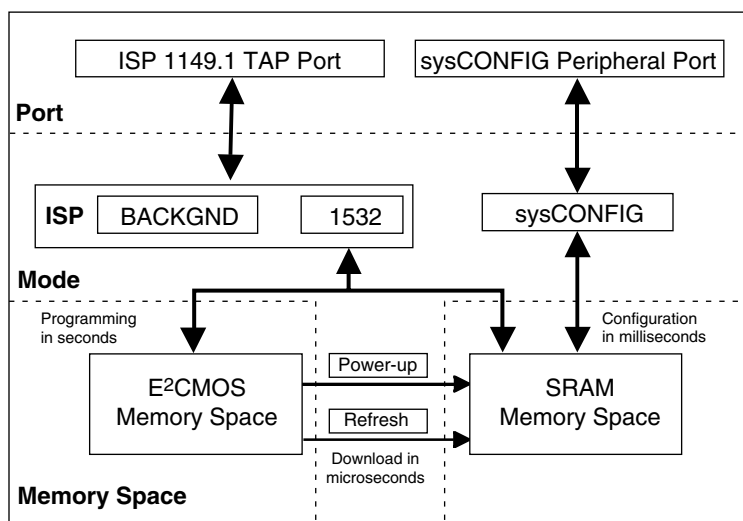 ISP 1149.1 TAP Port
sysCONFIG Peripheral Port
Port
ISP
BACKGND
1532
sysCONFIG
Mode
Programming
in seconds
Configuration
in milliseconds
E²CMOS
Memory Space
Power-up
Refresh
Download in
microseconds
SRAM
Memory Space
Memory Space